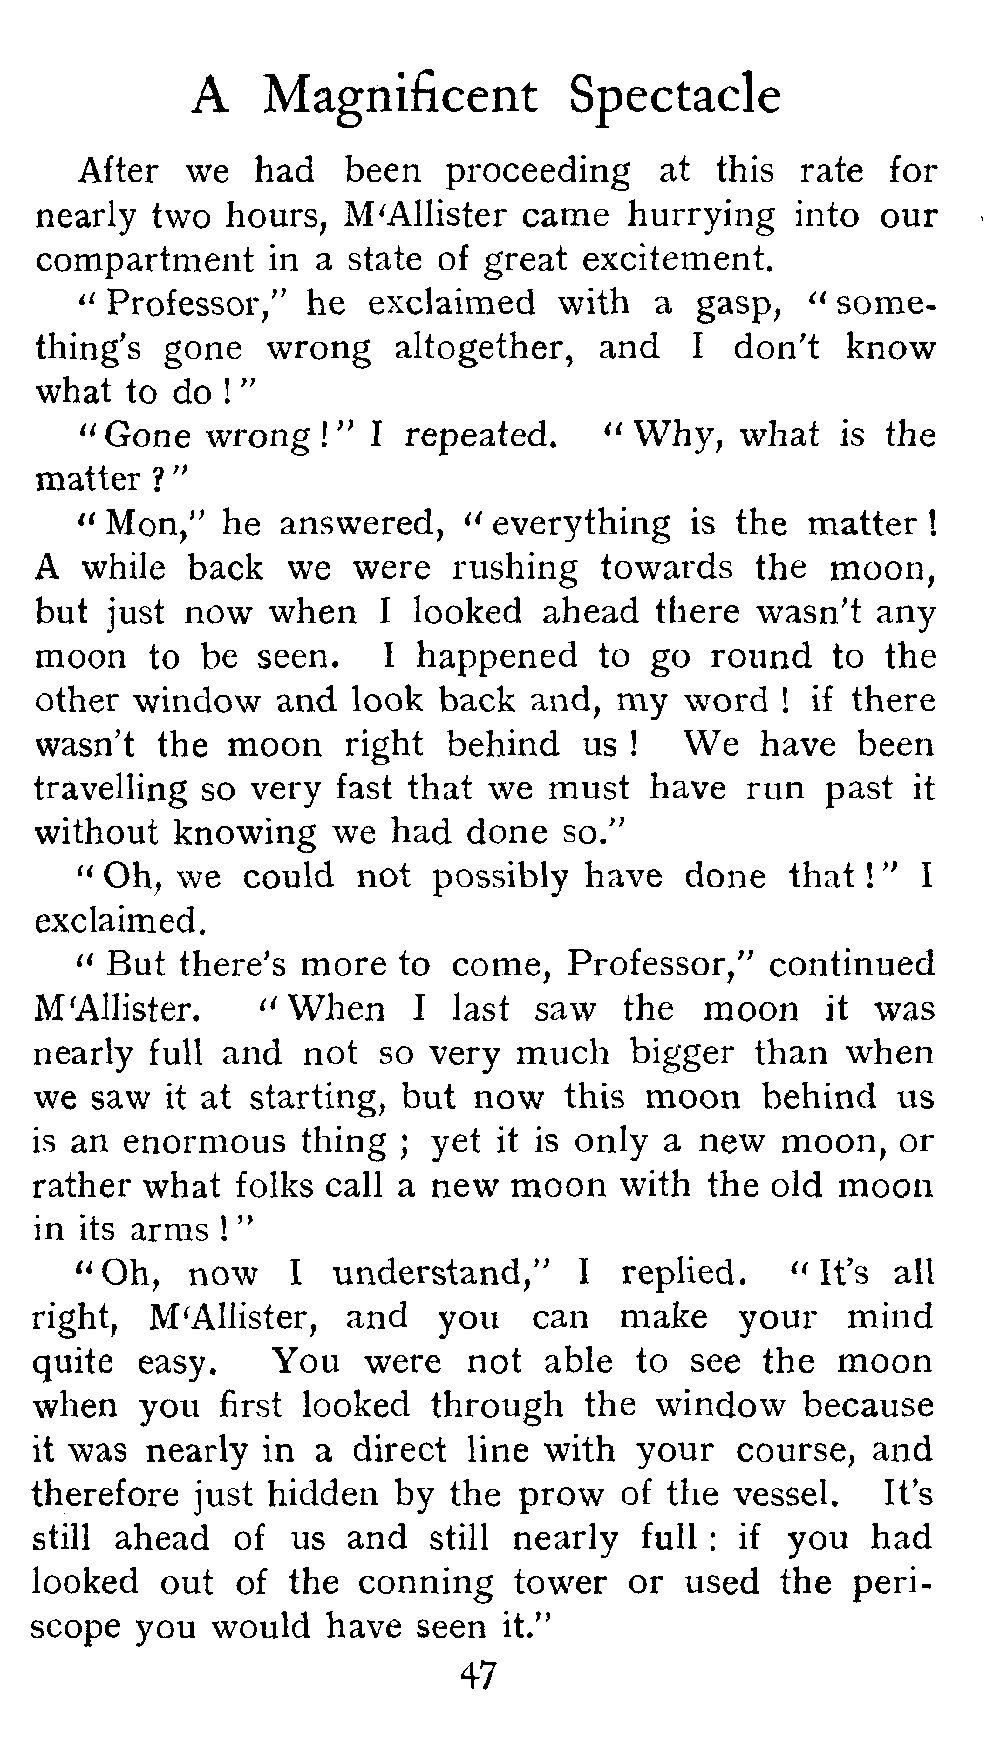 A Magnificent Spectacle
After we had been proceeding at this rate for
nearly two hours, M‘Allister came hurrying into our
compartment in a state of great excitement.
“ Professor,” he exclaimed with a gasp, “ some-
thing’s gone wrong altogether, and I don’t know
what to do ! ”
“ Gone wrong ! ” I repeated. “ Why, what is the
matter ? ”
“ Mon,” he answered, “ everything is the matter !
A while back we were rushing towards the moon,
but just now when I looked ahead there wasn’t any
moon to be seen. I happened to go round to the
other window and look back and, my word ! if there
wasn’t the moon right behind us ! We have been
travelling so very fast that we must have run past it
without knowing we had done so.”
“ Oh, we could not possibly have done that ! ” I
exclaimed.
“ But there’s more to come, Professor,” continued
M‘Allister. “ When I last saw the moon it was
nearly full and not so very much bigger than when
we saw it at starting, but now this moon behind us
is an enormous thing ; yet it is only a new moon, or
rather what folks call a new moon with the old moon
in its arms ! ”
“ Oh, now I understand,” I replied. “ It’s all
right, M‘Allister, and you can make your mind
quite easy. You were not able to see the moon
when you first looked through the window because
it was nearly in a direct line with your course, and
therefore just hidden by the prow of the vessel. It’s
still ahead of us and still nearly full : if you had
looked out of the conning tower or used the peri-
scope you would have seen it.”
47